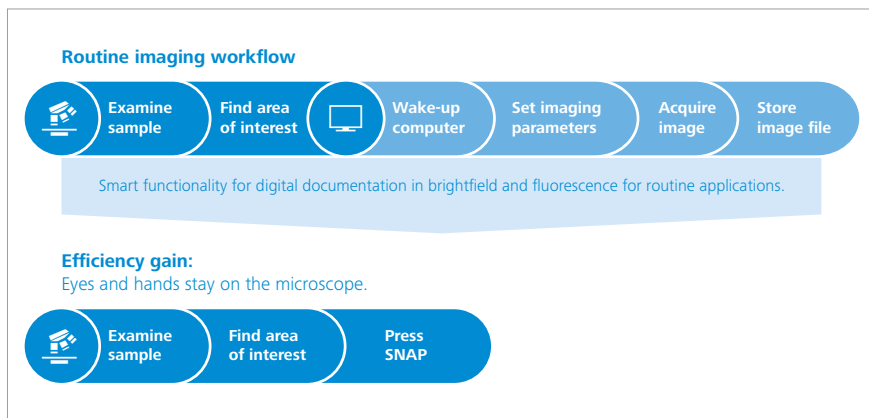 Routine imaging workflow
Examine
sample
Find area
of interest
Wake-up
computer
Set imaging
parameters
Acquire
image
Store
image file
Smart functionality for digital documentation in brightfield and fluorescence for routine applications.
Efficiency gain:
Eyes and hands stay on the microscope.
Examine
sample
Find area
of interest
Press
SNAP